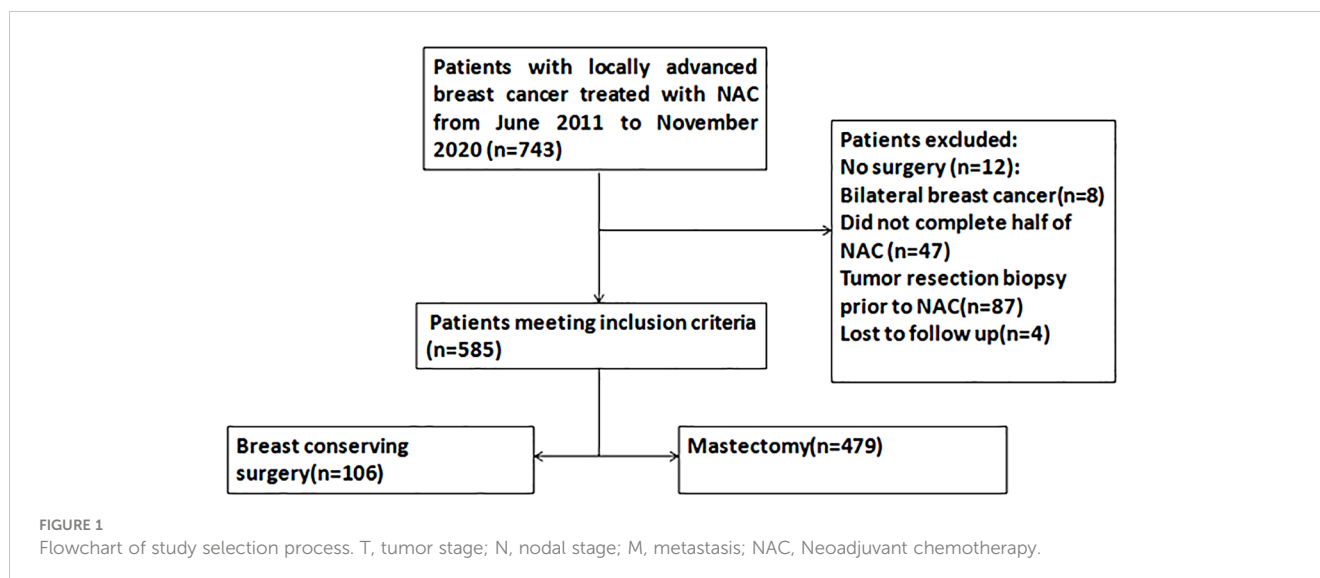 Patients with locally advanced
breast cancer treated with NAC
from June 2011 to November
2020 (n=743)
Patients excluded:
No surgery (n=12):
Bilateral breast cancer(n=8)
Did not complete half of
NAC (n=47)
Tumor resection biopsy
prior to NAC(n=87)
Lost to follow up(n=4)
Patients meeting inclusion criteria
(n=585)
Breast conserving
surgery(n=106)
Mastectomy(n=479)
FIGURE 1
Flowchart of study selection process. T, tumor stage; N, nodal stage; M, metastasis; NAC, Neoadjuvant chemotherapy.